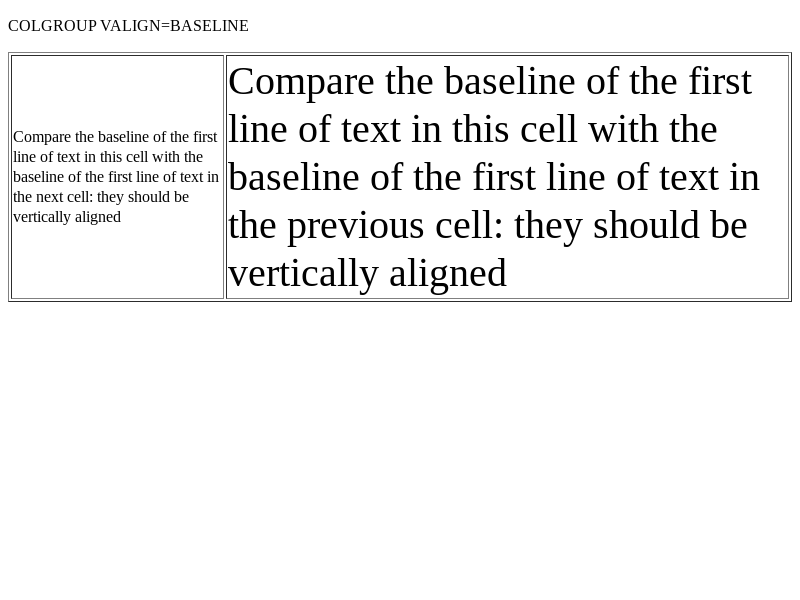 COLGROUP VALIGN=BASELINE
Compare the baseline of the first
line of text in this cell with the
baseline of the first line of text in
the next cell: they should be
vertically aligned
Compare the baseline of the first
line of text in this cell with the
baseline of the first line of text in
the previous cell: they should be
vertically aligned